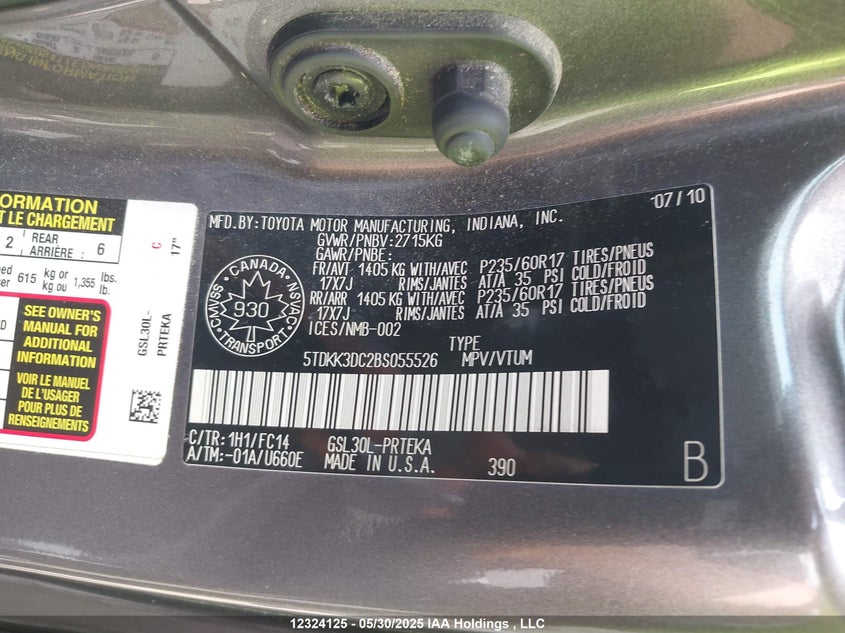 ORMATION
T LE CHARGEMENT
2 REAR ARRIÈRE : 6
615 kg or kg ou 1,355 lbs. lb.
SEE OWNER'S
MANUAL FOR
ADDITIONAL
INFORMATION
VOIR LE MANUEL
DE L'USAGER
POUR PLUS DE
RENSEIGNEMENTS
C 17"
GSL30L-
PRTEKA
07/10
MFD.BY:TOYOTA MOTOR MANUFACTURING, INDIANA, INC.
GVWR/PNBV:2715KG
GAWR/PNBE:
FR/AVT 1405 KG WITH/AVEC P235/60R17 TIRES/PNEUS
17X7J RIMS/JANTES AT/A 35 PSI COLD/FROID
RR/ARR 1405 KG WITH/AVEC P235/60R17 TIRES/PNEUS
17X7J RIMS/JANTES AT/A 35 PSI COLD/FROID
ICES/NMB-002
CANADA
CMVSS NSVAC
930
TRANSPORT
TYPE
5TDKK3DC2BS055526 MPV/VTUM
C/TR: 1H1/FC14 GSL30L-PRTEKA
A/TM:-01A/U660E MADE IN U.S.A. 390
B
12324125 - 05/30/2025 IAA Holdings , LLC